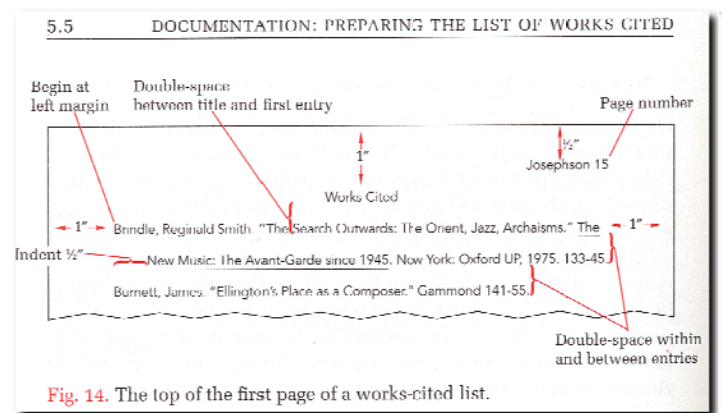 5.5 DOCUMENTATION: PREPARING THE LIST OF WORKS CITED
Begin at
left margin
Double-space
between title and first entry
Page number
1"
½"
Josephson 15
Works Cited
1"
Brindle, Reginald Smith. "The Search Outwards: The Orient, Jazz, Archaisms." The
1"
Indent ½"
New Music: The Avant-Garde since 1945. New York: Oxford UP, 1975. 133-45.
Burnett, James. "Ellington's Place as a Composer." Gammond 141-55.
Double-space within
and between entries
Fig. 14. The top of the first page of a works-cited list.